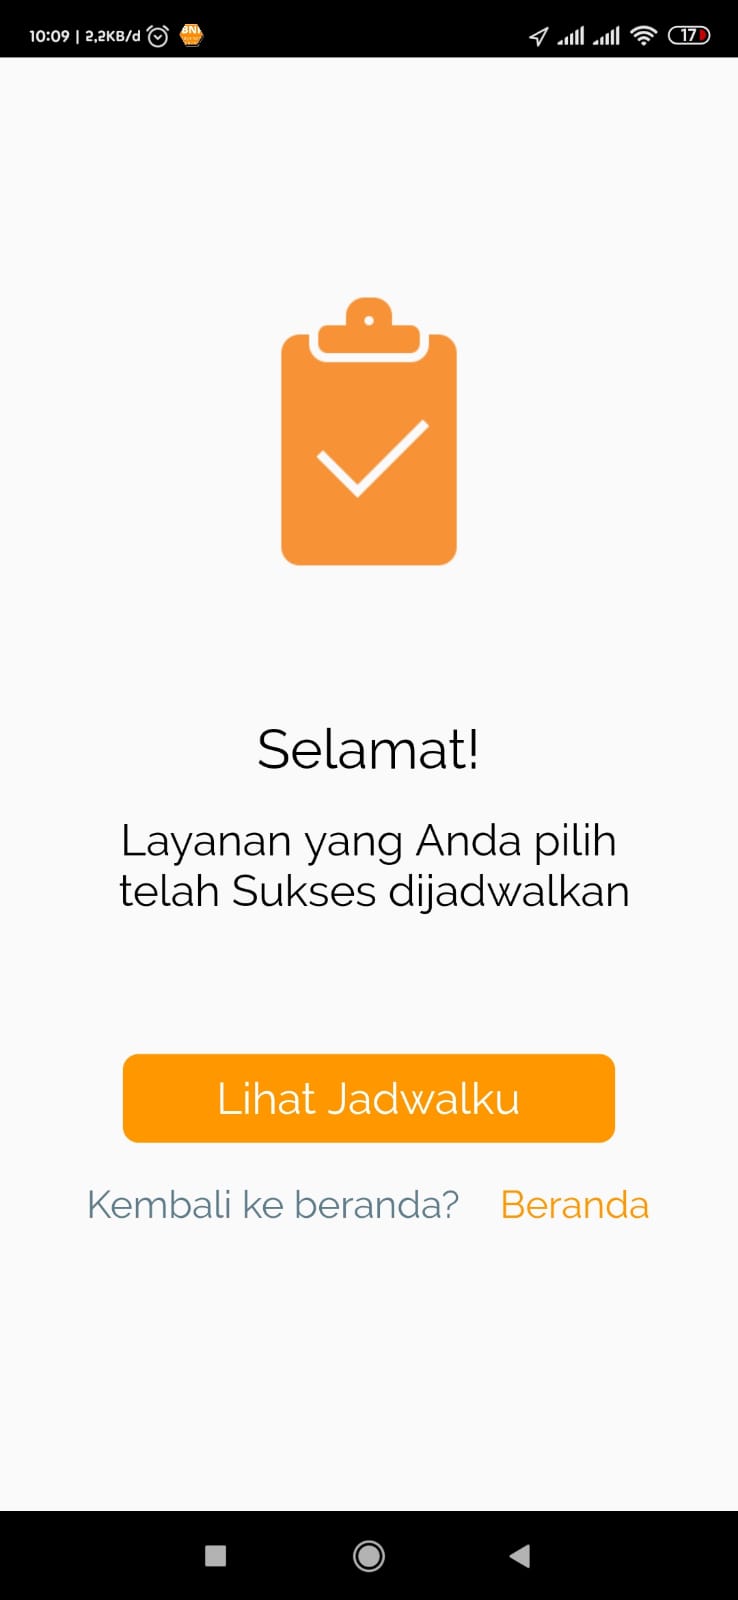 10:09 | 2,2KB/d
BNI
17
Selamat!
Layanan yang Anda pilih
telah Sukses dijadwalkan
Lihat Jadwalku
Kembali ke beranda? Beranda